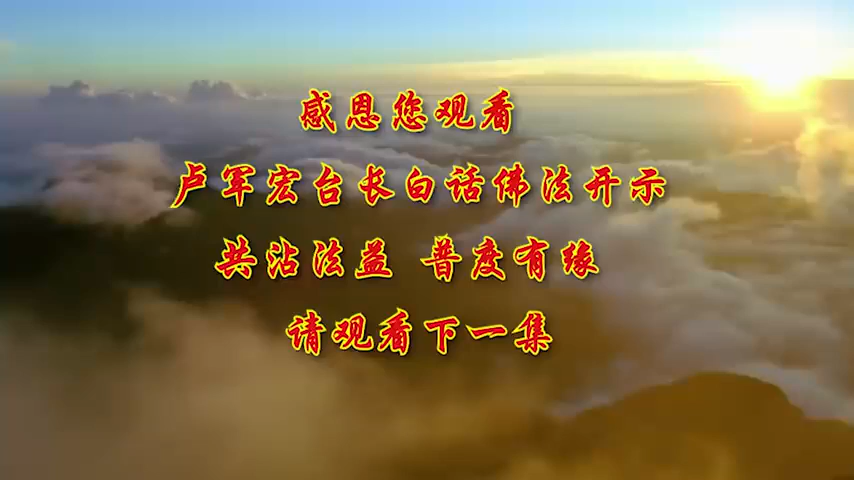 感恩您观看
卢军宏台长白话佛法开示
共沾法益 普度有缘
请观看下一集